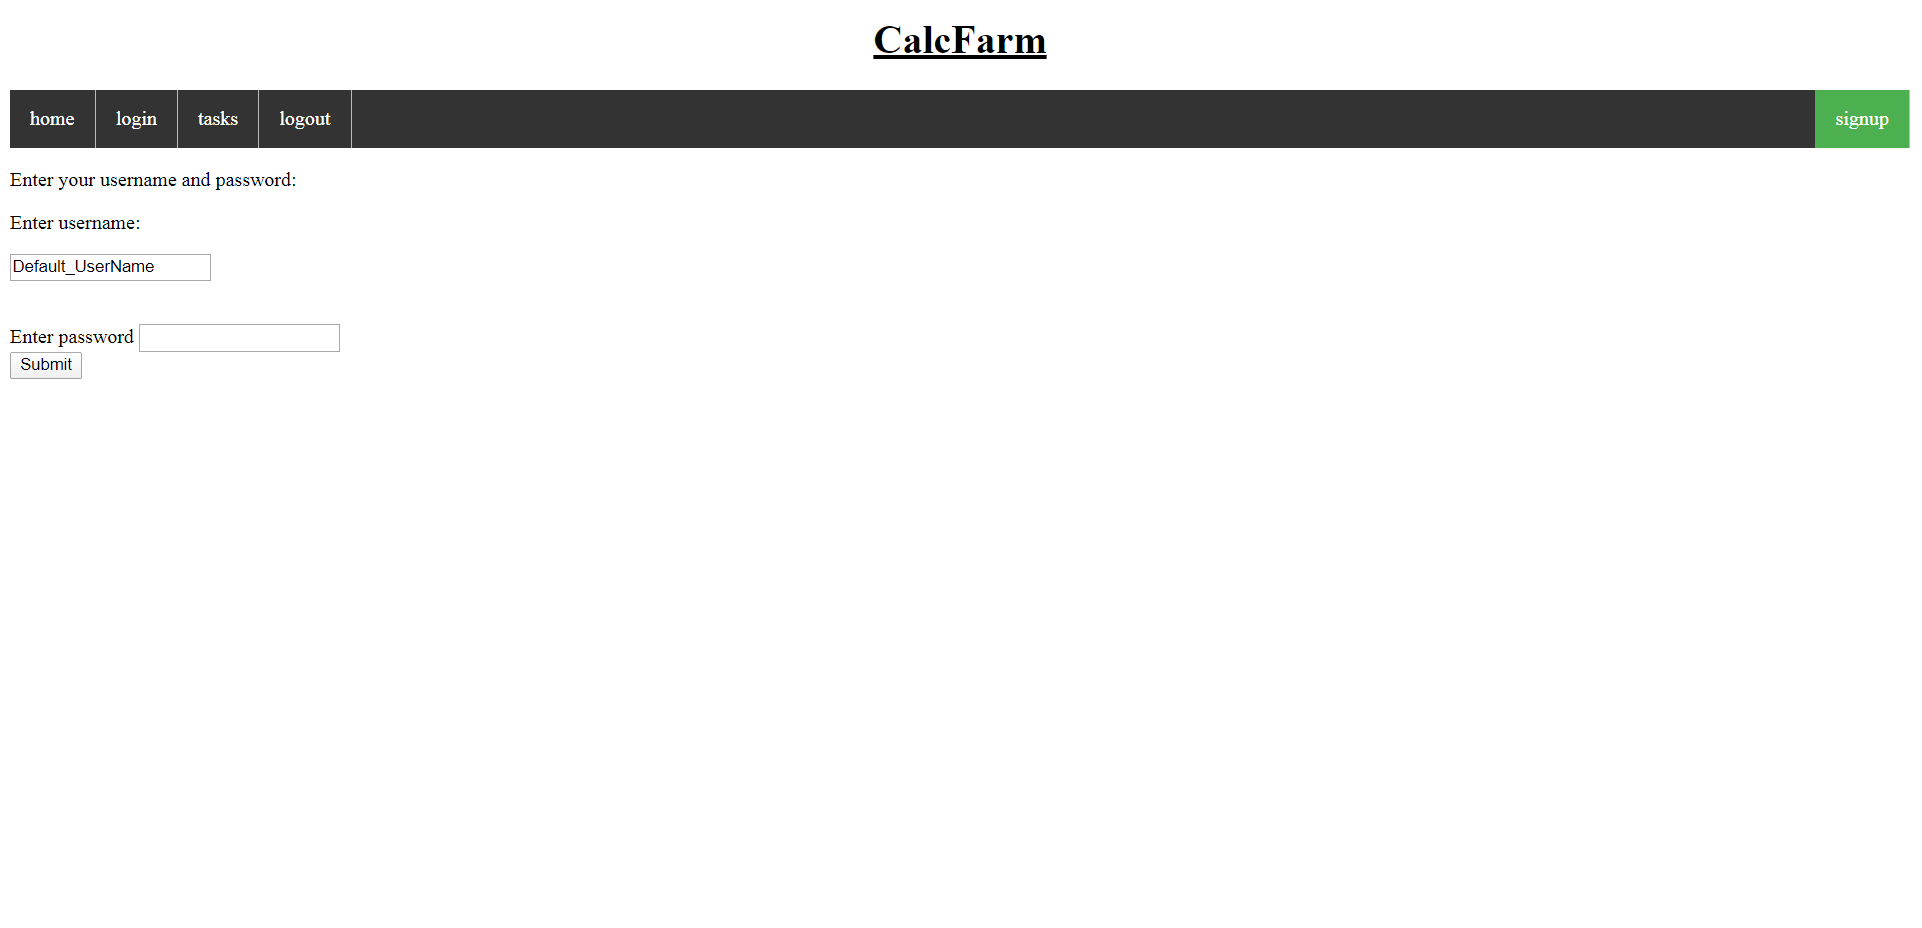 CalcFarm
home login tasks logout signup
Enter your username and password:
Enter username:
Default_UserName
Enter password
Submit